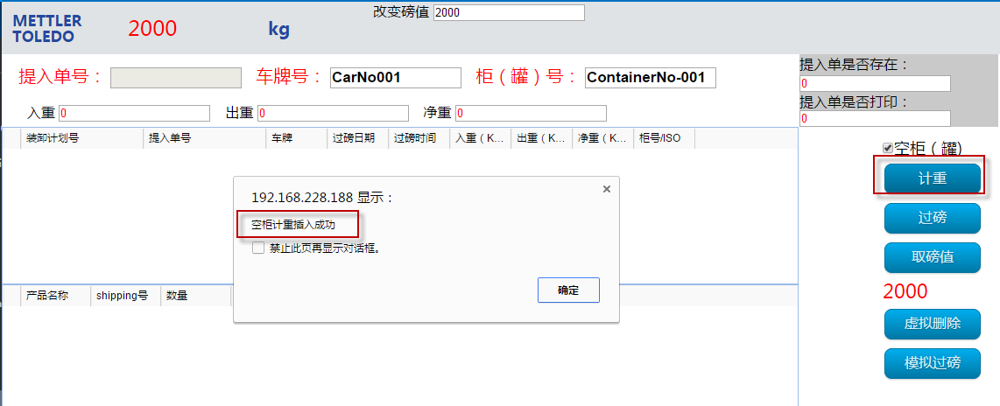 改变磅值 2000
METTLER
TOLEDO
2000 kg
提入单号： 车牌号： CarNo001 柜（罐）号： ContainerNo-001
提入单是否存在：
0
提入单是否打印：
0
入重 0 出重 0 净重 0
装卸计划号 提入单号 车牌 过磅日期 过磅时间 入重（K... 出重（K... 净重（K... 柜号/ISO
空柜（罐)
计重
过磅
取磅值
2000
虚拟删除
模拟过磅
192.168.228.188 显示：
空柜计重插入成功
禁止此页再显示对话框。
确定
产品名称 shipping号 数量